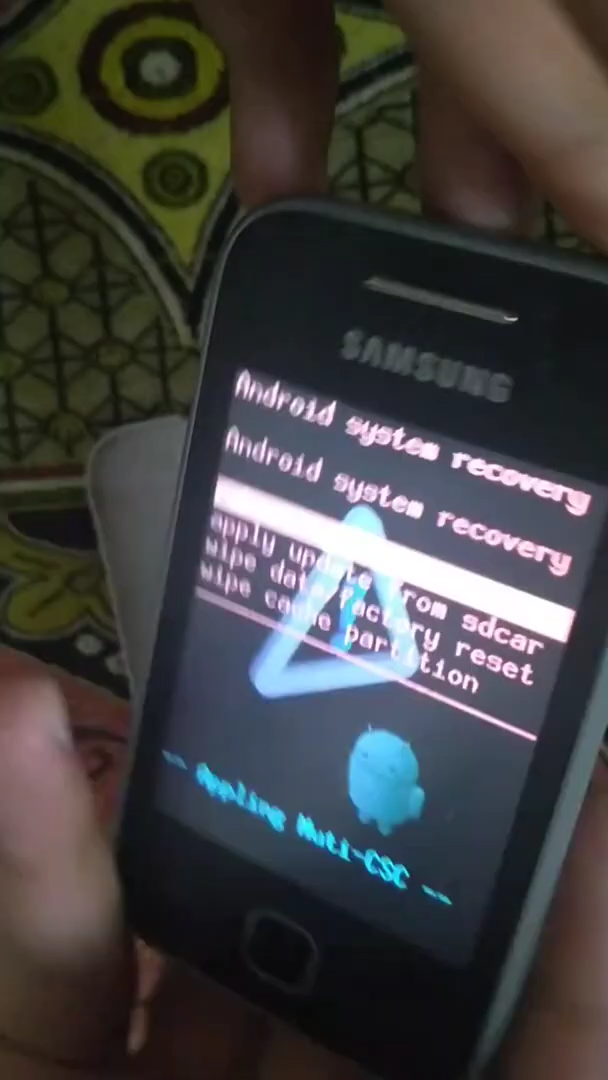 SAMSUNG
Android system recovery
Android system recovery
apply update from sdcar
wipe data/factory reset
wipe cache partition
-- Appling Muti-CSC --